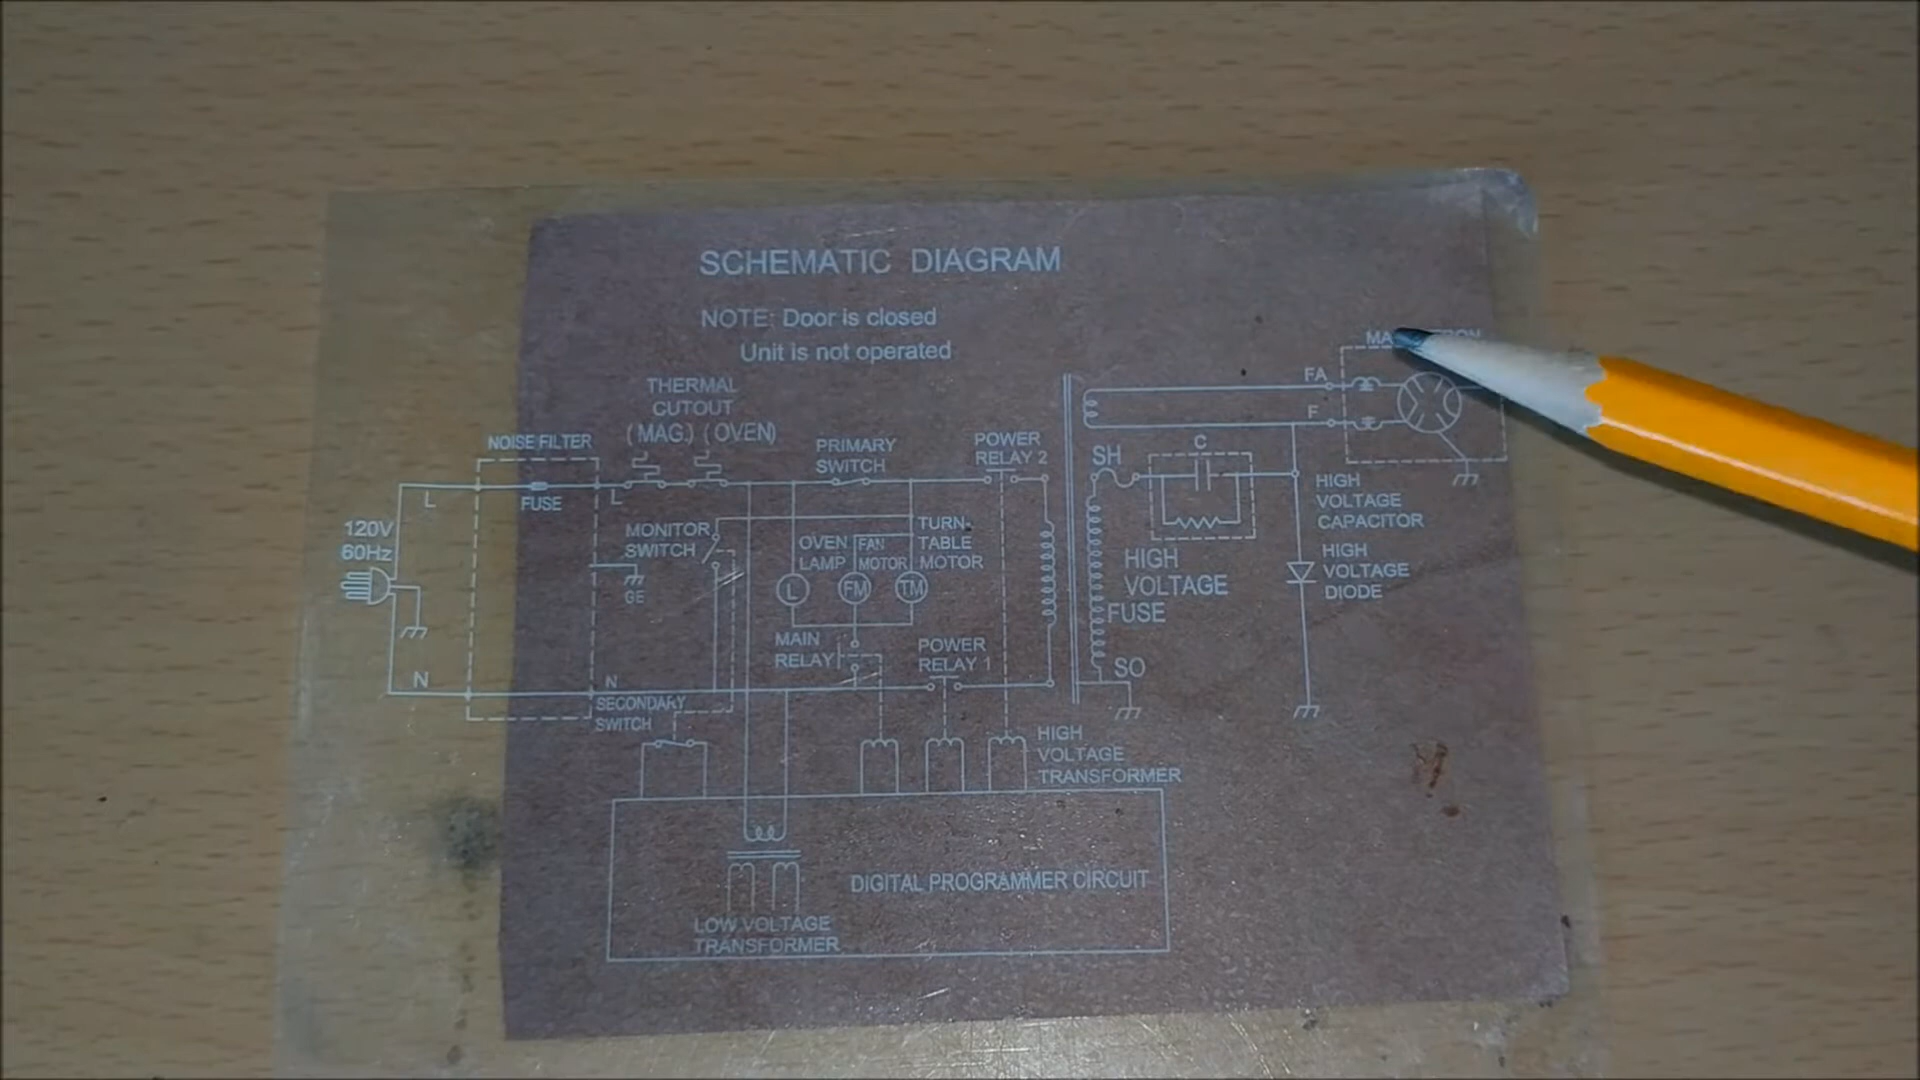 SCHEMATIC DIAGRAM
NOTE: Door is closed
Unit is not operated
THERMAL
CUTOUT
(MAG.) (OVEN)
NOISE FILTER
PRIMARY
SWITCH
POWER
RELAY 2
FA
F
SH
C
L
FUSE
L
120V
60Hz
MONITOR
SWITCH
GE
OVEN
LAMP
FAN
MOTOR
TURN-
TABLE
MOTOR
L
FM
TM
HIGH
VOLTAGE
CAPACITOR
HIGH
VOLTAGE
FUSE
HIGH
VOLTAGE
DIODE
MAIN
RELAY
POWER
RELAY 1
SO
N
N
SECONDARY
SWITCH
HIGH
VOLTAGE
TRANSFORMER
DIGITAL PROGRAMMER CIRCUIT
LOW VOLTAGE
TRANSFORMER